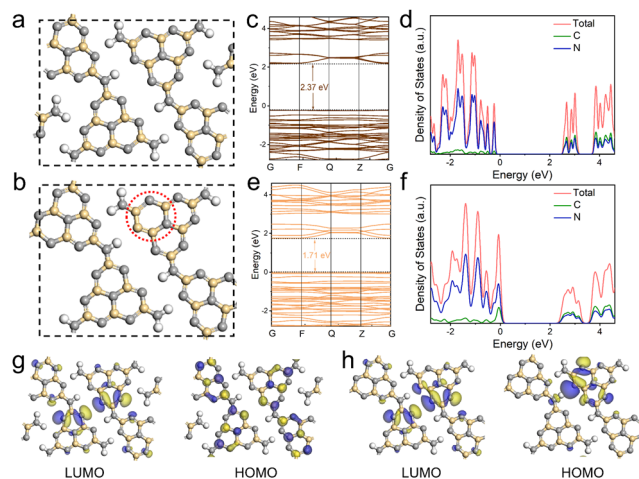 a
c
d
Energy (eV)
4
2
0
-2
2.37 eV
G F Q Z G
Density of States (a.u.)
Total
C
N
-2 0 2 4
Energy (eV)
b
e
f
Energy (eV)
4
2
0
-2
1.71 eV
G F Q Z G
Density of States (a.u.)
Total
C
N
-2 0 2 4
Energy (eV)
g
h
LUMO HOMO LUMO HOMO